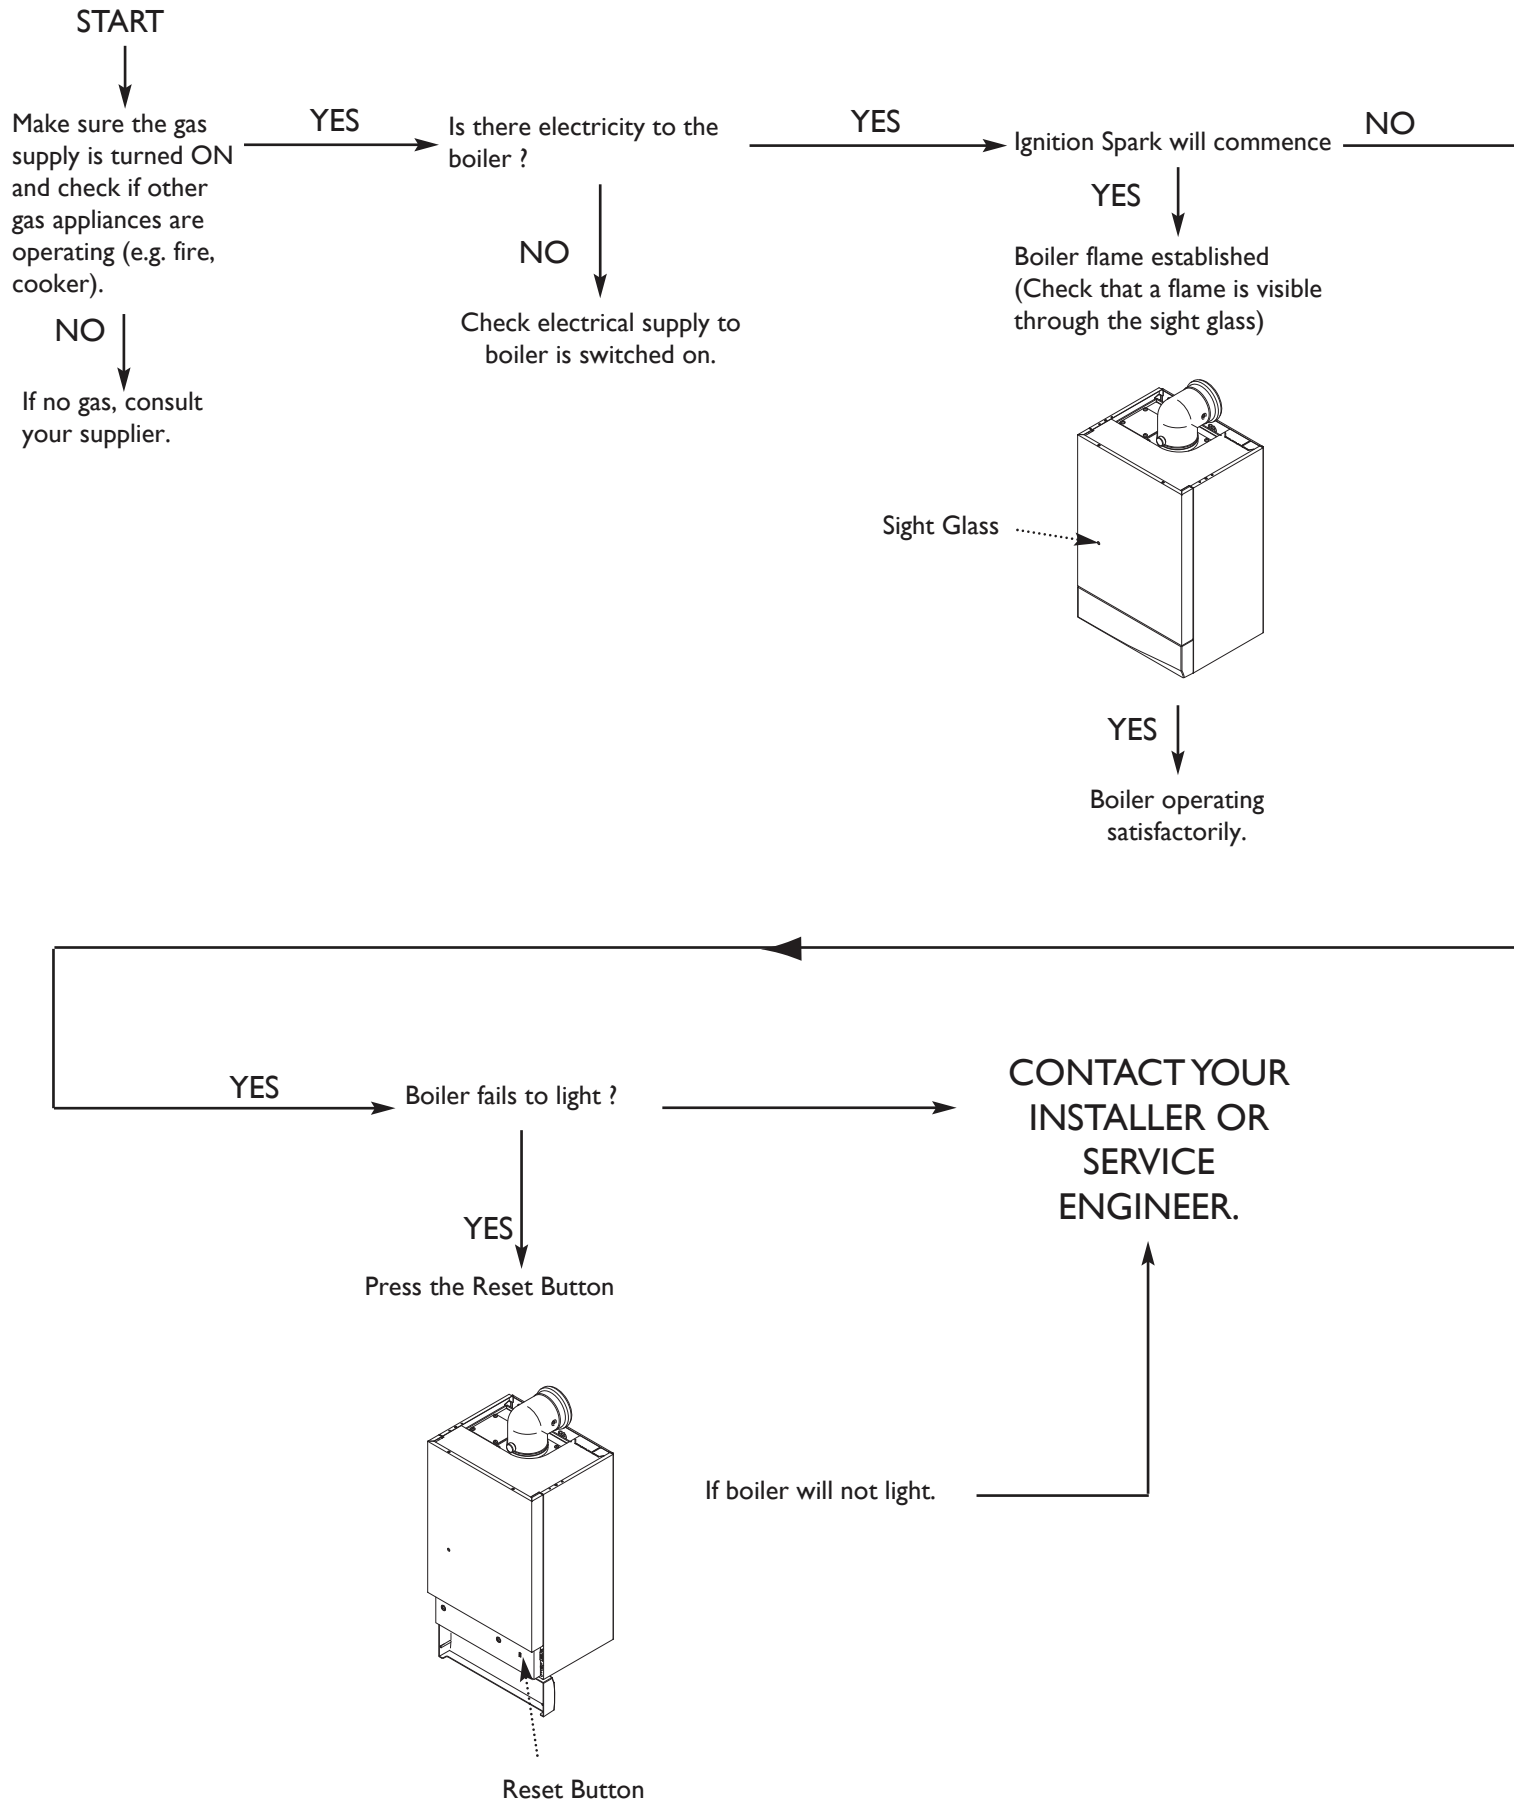 START
Make sure the gas
supply is turned ON
and check if other
gas appliances are
operating (e.g. fire,
cooker).
YES
Is there electricity to the
boiler ?
YES
Ignition Spark will commence
NO
NO
If no gas, consult
your supplier.
NO
Check electrical supply to
boiler is switched on.
YES
Boiler flame established
(Check that a flame is visible
through the sight glass)
Sight Glass
YES
Boiler operating
satisfactorily.
YES
Boiler fails to light ?
CONTACT YOUR
INSTALLER OR
SERVICE
ENGINEER.
YES
Press the Reset Button
If boiler will not light.
Reset Button